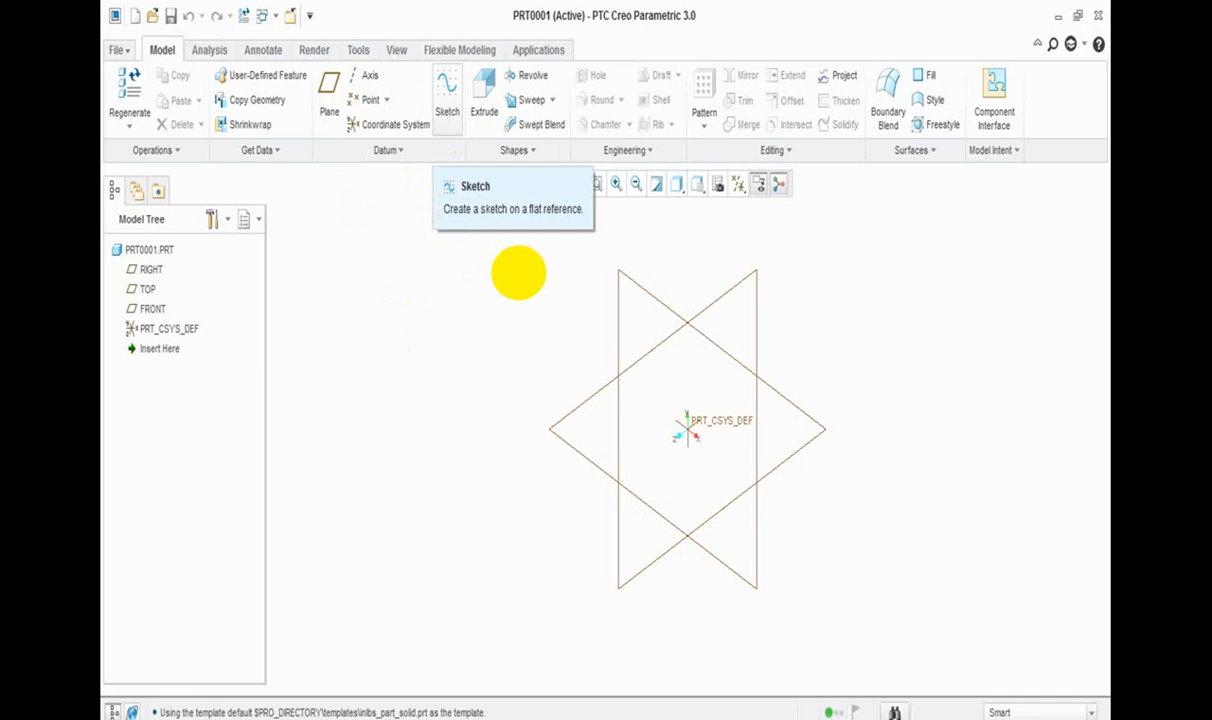 PRT0001 (Active) - PTC Creo Parametric 3.0
File Model Analysis Annotate Render Tools View Flexible Modeling Applications
Regenerate
Copy
Paste
Delete
Operations
User-Defined Feature
Copy Geometry
Shrinkwrap
Get Data
Plane
Axis
Point
Coordinate System
Sketch
Datum
Extrude
Revolve
Sweep
Swept Blend
Shapes
Hole
Round
Chamfer
Draft
Shell
Rib
Engineering
Pattern
Mirror
Trim
Merge
Extend
Offset
Intersect
Project
Thicken
Solidify
Editing
Boundary
Blend
Fill
Style
Freestyle
Surfaces
Component
Interface
Model Intent
Sketch
Create a sketch on a flat reference.
Model Tree
PRT0001.PRT
RIGHT
TOP
FRONT
PRT_CSYS_DEF
Insert Here
PRT_CSYS_DEF
Y
Z
X
• Using the template default $PRO_DIRECTORY\templates\inlbs_part_solid.prt as the template.
Smart